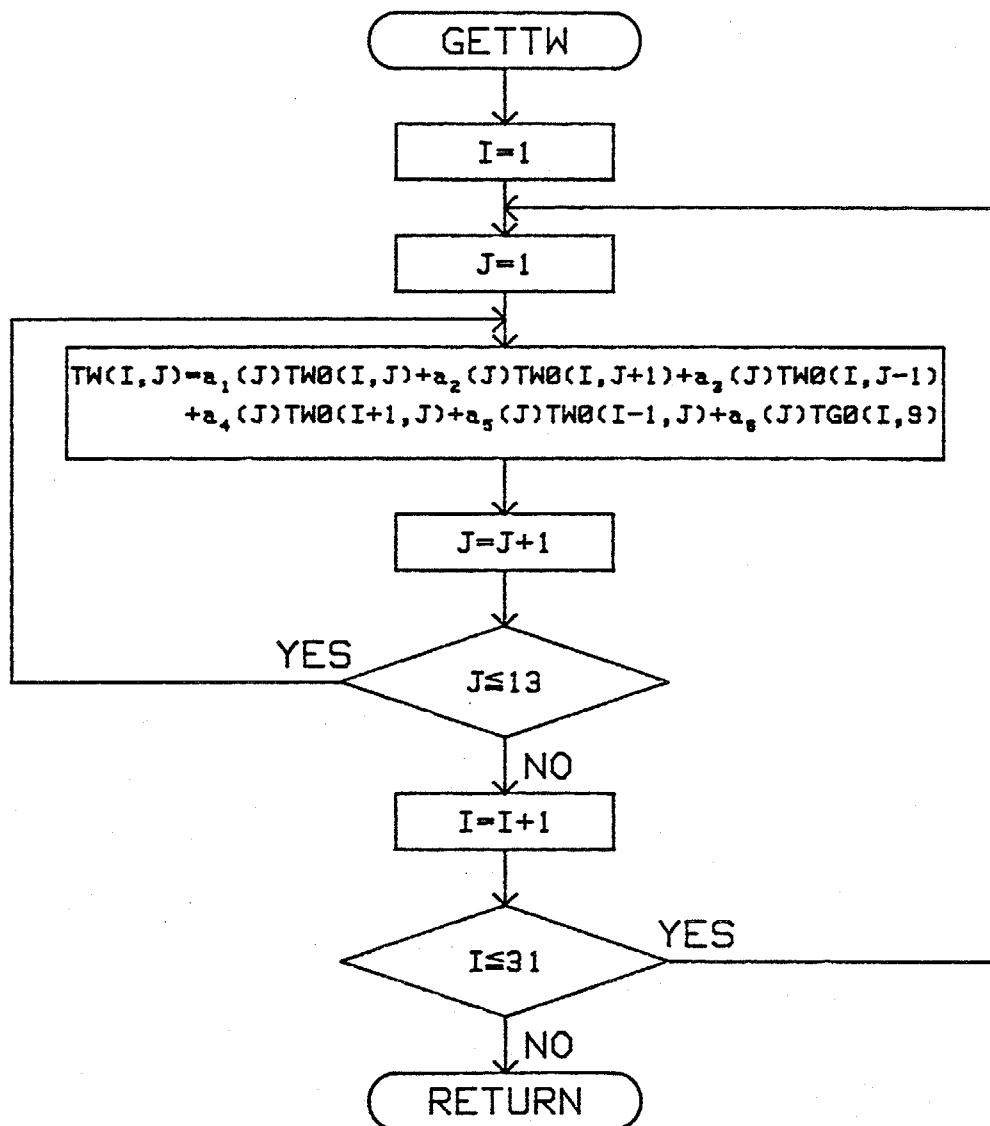 GETTW
I=1
J=1
TW(I,J)=a₁(J)TW0(I,J)+a₂(J)TW0(I,J+1)+a₃(J)TW0(I,J-1)
+a₄(J)TW0(I+1,J)+a₅(J)TW0(I-1,J)+a₆(J)TG0(I,9)
J=J+1
YES
J≦13
NO
I=I+1
YES
I≦31
NO
RETURN